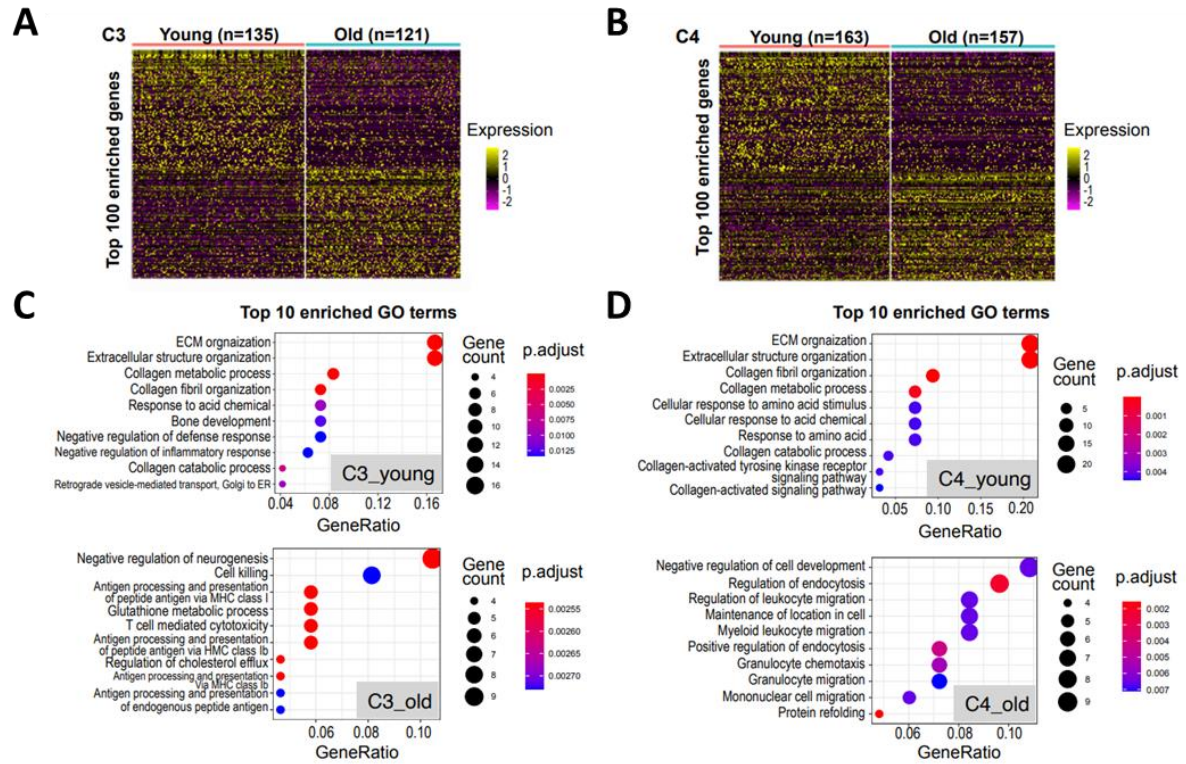 A
C3
Young (n=135)
Old (n=121)
Top 100 enriched genes
Expression
2
1
0
-1
-2
B
C4
Young (n=163)
Old (n=157)
Top 100 enriched genes
Expression
2
1
0
-1
-2
C
Top 10 enriched GO terms
ECM orgnaization
Extracellular structure organization
Collagen metabolic process
Collagen fibril organization
Response to acid chemical
Bone development
Negative regulation of defense response
Negative regulation of inflammatory response
Collagen catabolic process
Retrograde vesicle-mediated transport, Golgi to ER
C3_young
0.04 0.08 0.12 0.16
GeneRatio
Gene
count
4
6
8
10
12
14
16
p.adjust
0.0025
0.0050
0.0075
0.0100
0.0125
Negative regulation of neurogenesis
Cell killing
Antigen processing and presentation
of peptide antigen via MHC class I
Glutathione metabolic process
T cell mediated cytotoxicity
Antigen processing and presentation
of peptide antigen via HMC class Ib
Regulation of cholesterol efflux
Antigen processing and presentation
via MHC class Ib
Antigen processing and presentation
of endogenous peptide antigen
C3_old
0.06 0.08 0.10
GeneRatio
Gene
count
4
5
6
7
8
9
p.adjust
0.00255
0.00260
0.00265
0.00270
D
Top 10 enriched GO terms
ECM orgnaization
Extracellular structure organization
Collagen fibril organization
Collagen metabolic process
Cellular response to amino acid stimulus
Cellular response to acid chemical
Response to amino acid
Collagen catabolic process
Collagen-activated tyrosine kinase receptor
signaling pathway
Collagen-activated signaling pathway
C4_young
0.05 0.10 0.15 0.20
GeneRatio
Gene
count
5
10
15
20
p.adjust
0.001
0.002
0.003
0.004
Negative regulation of cell development
Regulation of endocytosis
Regulation of leukocyte migration
Maintenance of location in cell
Myeloid leukocyte migration
Positive regulation of endocytosis
Granulocyte chemotaxis
Granulocyte migration
Mononuclear cell migration
Protein refolding
C4_old
0.06 0.08 0.10
GeneRatio
Gene
count
4
5
6
7
8
9
p.adjust
0.002
0.003
0.004
0.005
0.006
0.007